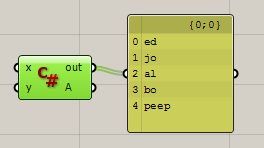 {0;0}
x out
C#
y A
0 ed
1 jo
2 al
3 bo
4 peep